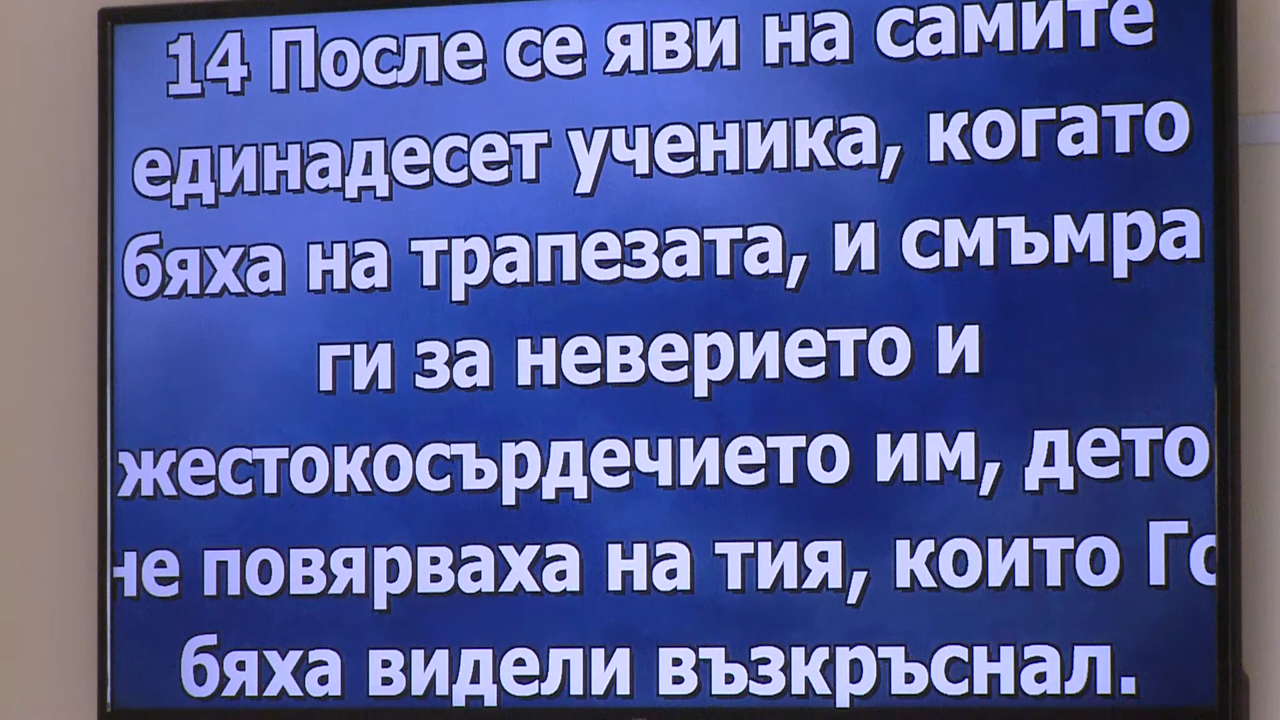 14 После се яви на самите
единадесет ученика, когато
бяха на трапезата, и смъмра
ги за неверието и
жестокосърдечието им, дето
не повярваха на тия, които Го
бяха видели възкръснал.